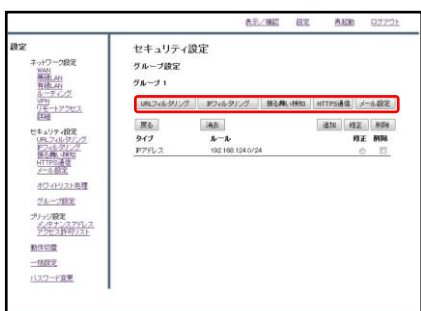 表示／確認 設定 再起動 ログアウト
設定
ネットワーク設定
WAN
無線LAN
有線LAN
ルーティング
VPN
リモートアクセス
詳細
セキュリティ設定
URLフィルタリング
IPフィルタリング
振る舞い検知
HTTPS通信
メール設定
ホワイトリスト処理
グループ設定
ブリッジ設定
メンテナンスアドレス
アクセス許可リスト
動作切替
一括設定
パスワード変更
セキュリティ設定
グループ設定
グループ 1
URLフィルタリング IPフィルタリング 振る舞い検知 HTTPS通信 メール設定
戻る 消去 追加 修正 削除
タイプ ルール 修正 削除
IPアドレス 192.168.124.0/24